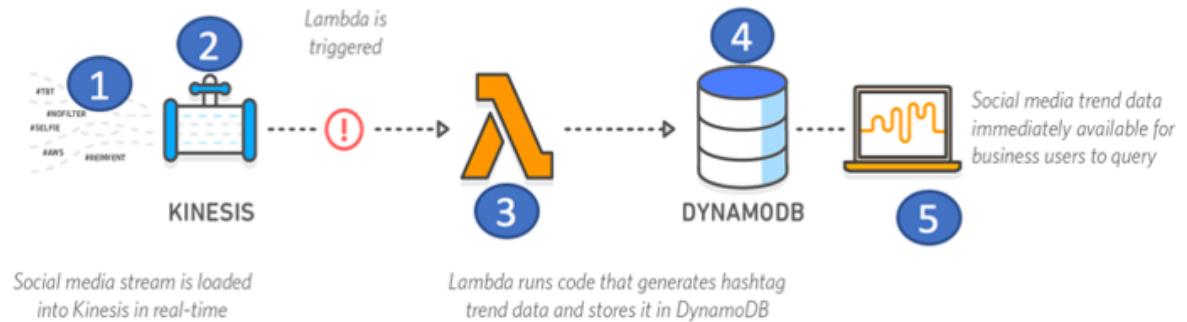 Lambda is
triggered
1
2
#TBT
#NOFILTER
#SELFIE
#AWS
#REINVENT
KINESIS
3
4
DYNAMODB
5
Social media trend data
immediately available for
business users to query
Social media stream is loaded
into Kinesis in real-time
Lambda runs code that generates hashtag
trend data and stores it in DynamoDB